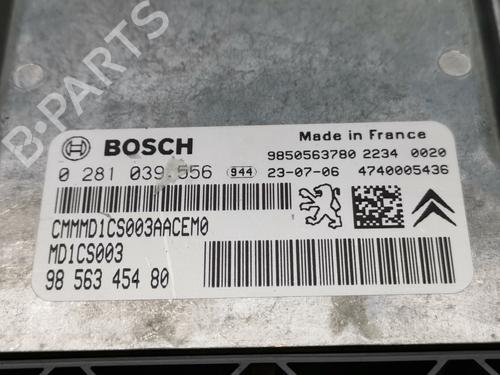 B-PARTS
BOSCH
Made in France
9850563780 2234 0020
0 281 039 556 944 23-07-06 4740005436
CMMMD1CS003AACEM0
MD1CS003
98 563 454 80